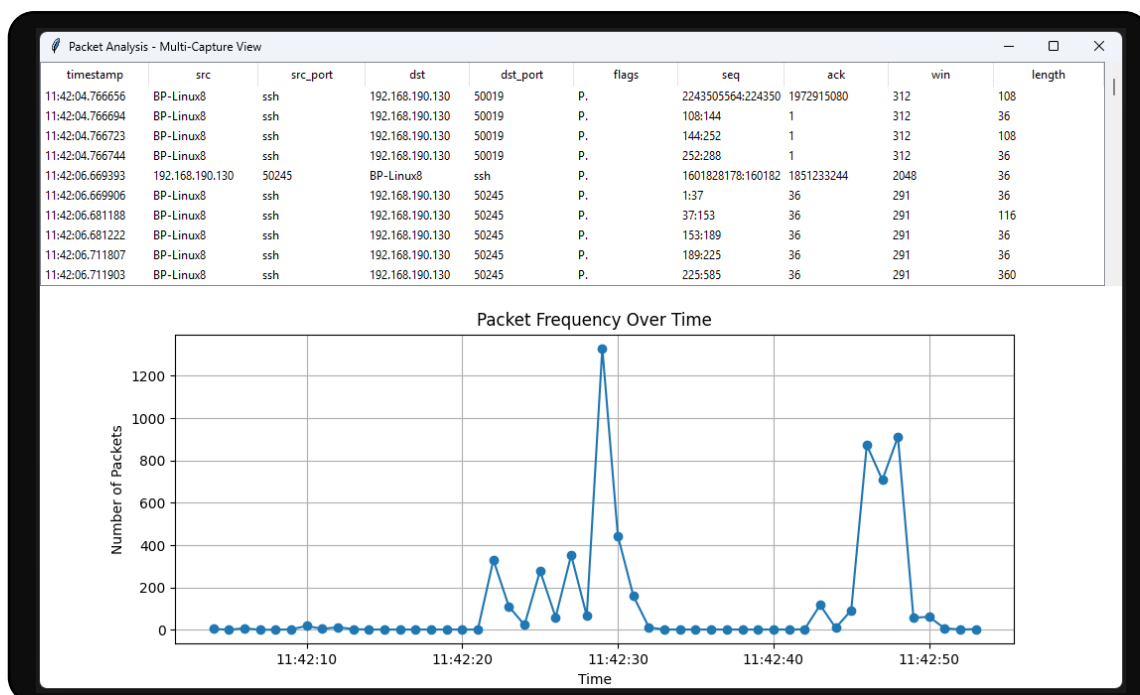 Packet Analysis - Multi-Capture View
timestamp src src_port dst dst_port flags seq ack win length
11:42:04.766656 BP-Linux8 ssh 192.168.190.130 50019 P. 2243505564:224350 1972915080 312 108
11:42:04.766694 BP-Linux8 ssh 192.168.190.130 50019 P. 108:144 1 312 36
11:42:04.766723 BP-Linux8 ssh 192.168.190.130 50019 P. 144:252 1 312 108
11:42:04.766744 BP-Linux8 ssh 192.168.190.130 50019 P. 252:288 1 312 36
11:42:06.669393 192.168.190.130 50245 BP-Linux8 ssh P. 1601828178:160182 1851233244 2048 36
11:42:06.669906 BP-Linux8 ssh 192.168.190.130 50245 P. 1:37 36 291 36
11:42:06.681188 BP-Linux8 ssh 192.168.190.130 50245 P. 37:153 36 291 116
11:42:06.681222 BP-Linux8 ssh 192.168.190.130 50245 P. 153:189 36 291 36
11:42:06.711807 BP-Linux8 ssh 192.168.190.130 50245 P. 189:225 36 291 36
11:42:06.711903 BP-Linux8 ssh 192.168.190.130 50245 P. 225:585 36 291 360
Packet Frequency Over Time
Number of Packets
1200
1000
800
600
400
200
0
11:42:10 11:42:20 11:42:30 11:42:40 11:42:50
Time